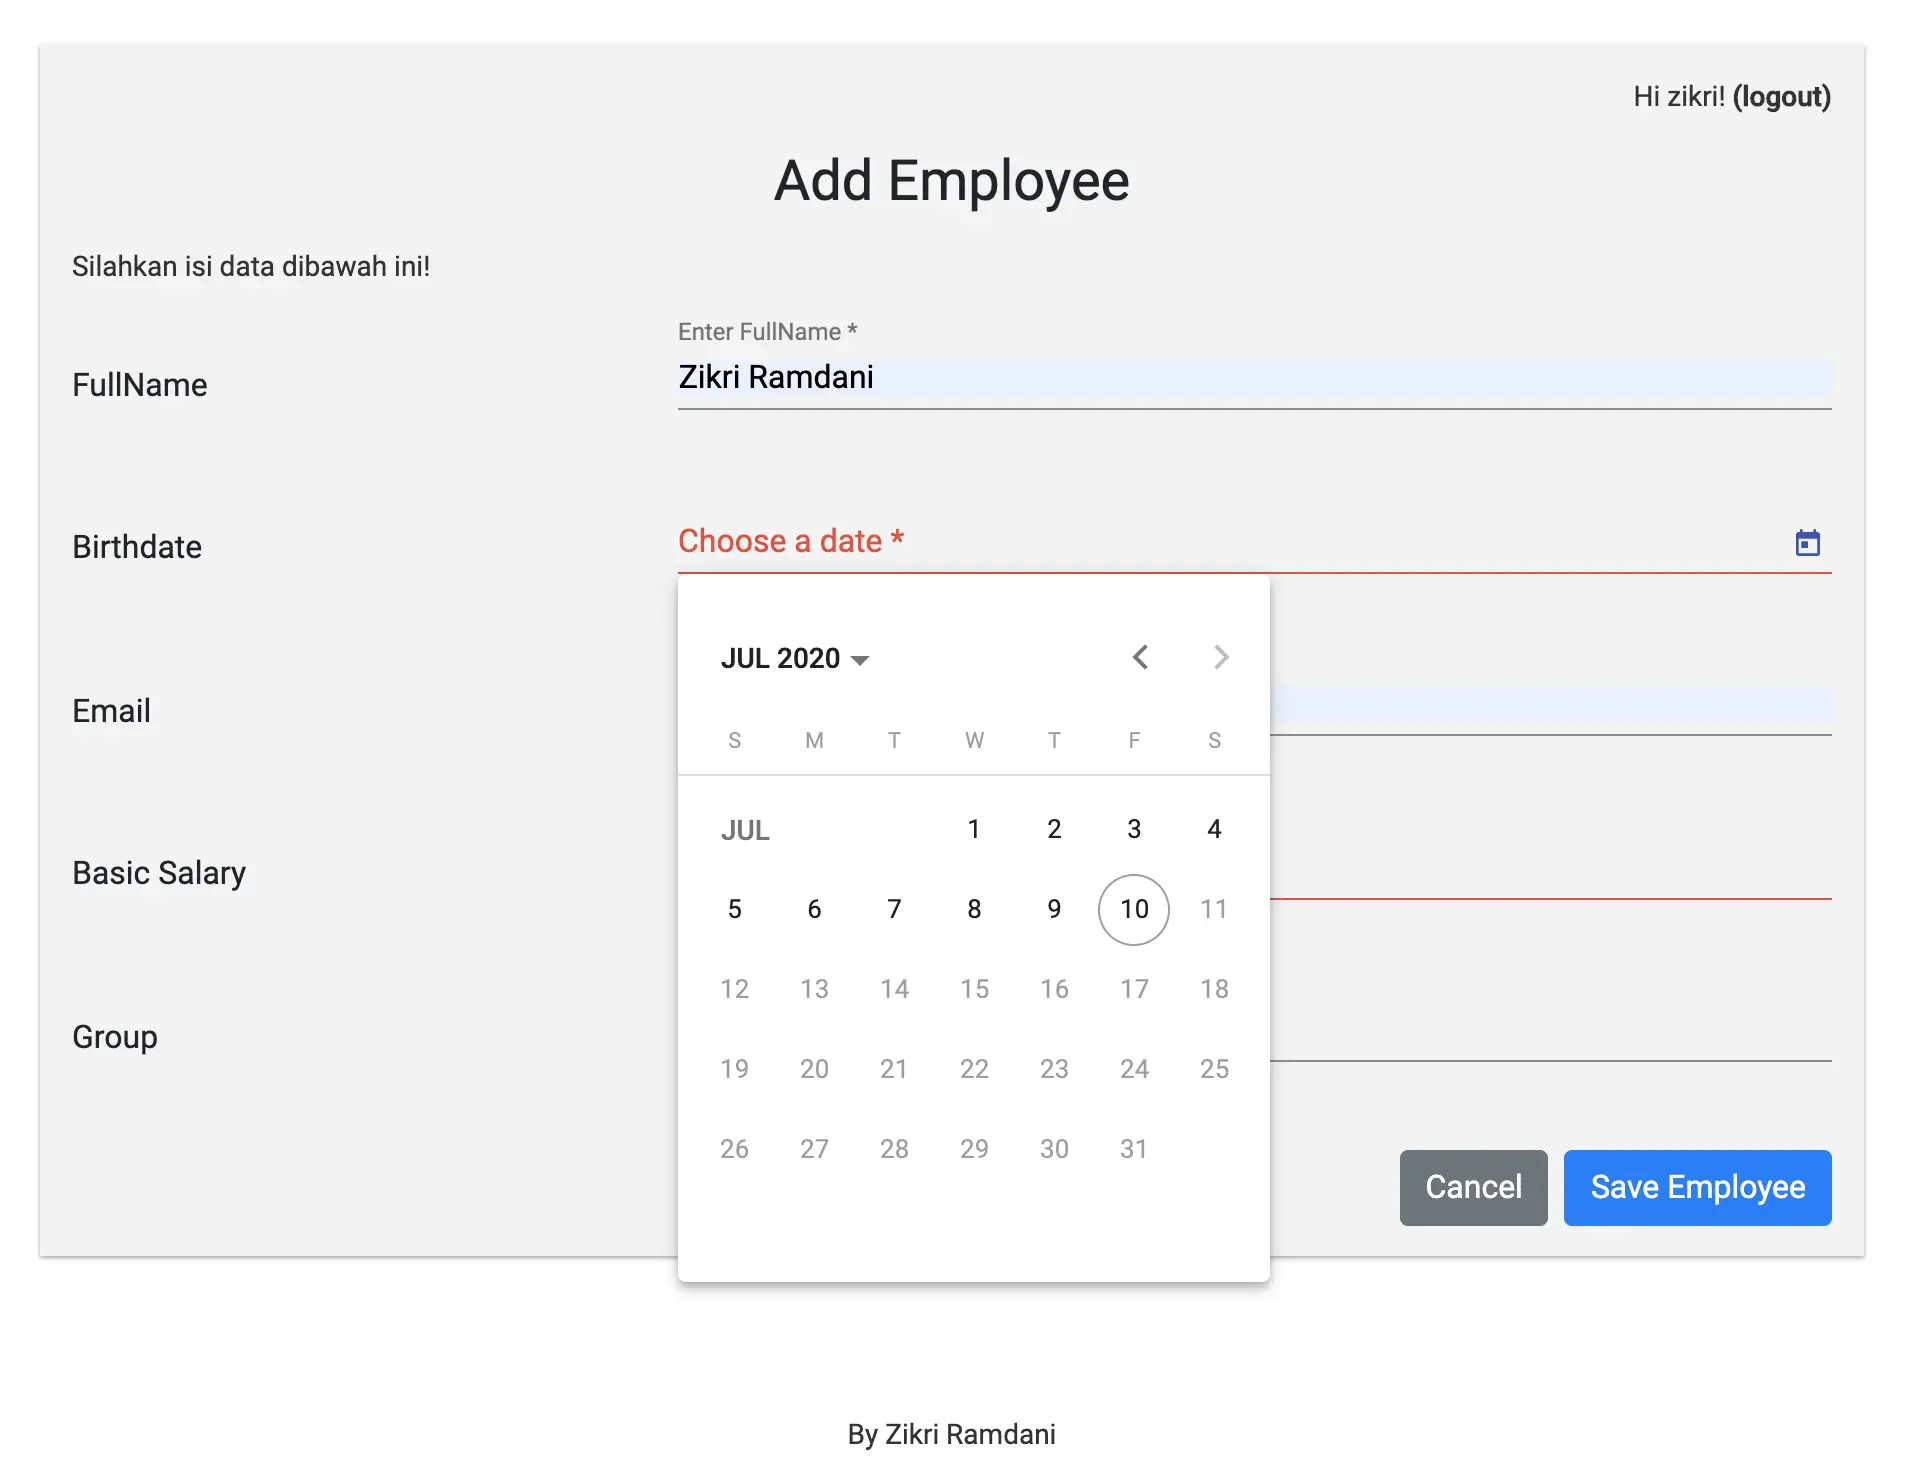 Hi zikri! (logout)
Add Employee
Silahkan isi data dibawah ini!
Enter FullName *
FullName
Zikri Ramdani
Birthdate
Choose a date *
JUL 2020
Email
S M T W T F S
JUL 1 2 3 4
Basic Salary
5 6 7 8 9 10 11
12 13 14 15 16 17 18
Group
19 20 21 22 23 24 25
26 27 28 29 30 31
Cancel Save Employee
By Zikri Ramdani